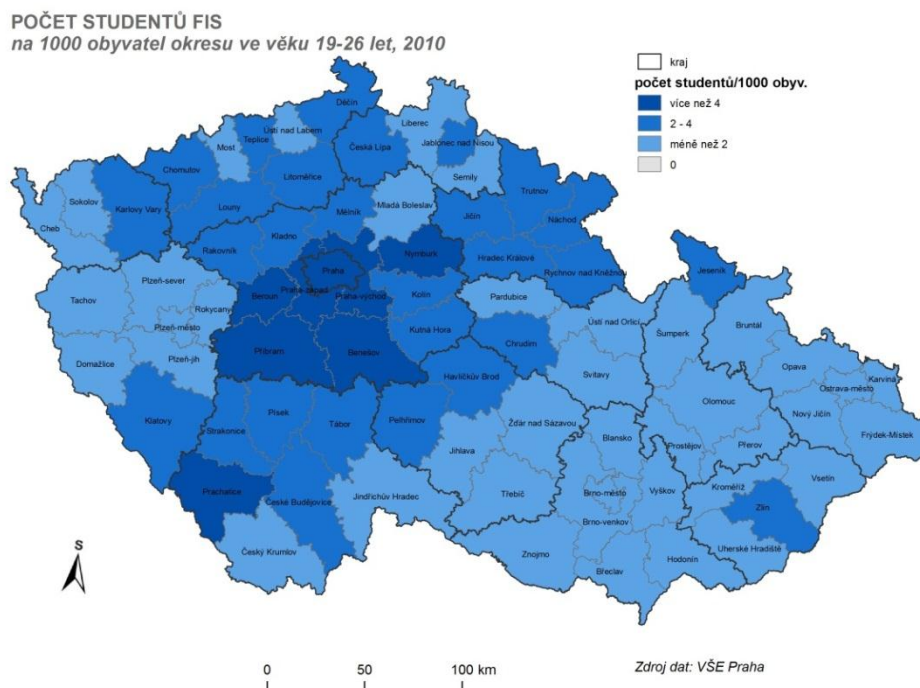 POČET STUDENTŮ FIS
na 1000 obyvatel okresu ve věku 19-26 let, 2010
kraj
počet studentů/1000 obyv.
více než 4
2 - 4
méně než 2
0
Děčín
Liberec
Ústí nad Labem
Teplice
Most
Jablonec nad Nisou
Česká Lípa
Chomutov
Litoměřice
Semily
Trutnov
Sokolov
Karlovy Vary
Louny
Mělník
Mladá Boleslav
Jičín
Náchod
Cheb
Rakovník
Kladno
Nymburk
Hradec Králové
Rychnov nad Kněžnou
Jeseník
Praha
Plzeň-sever
Beroun
Praha-západ
Praha-východ
Kolín
Pardubice
Tachov
Rokycany
Ústí nad Orlicí
Šumperk
Bruntál
Plzeň-město
Kutná Hora
Chrudim
Opava
Domažlice
Plzeň-jih
Příbram
Benešov
Svitavy
Karviná
Ostrava-město
Havlíčkův Brod
Olomouc
Nový Jičín
Klatovy
Strakonice
Písek
Tábor
Pelhřimov
Žďár nad Sázavou
Frýdek-Místek
Jihlava
Blansko
Prostějov
Přerov
Prachatice
České Budějovice
Jindřichův Hradec
Třebíč
Brno-město
Vyškov
Kroměříž
Vsetín
Zlín
Brno-venkov
Český Krumlov
Znojmo
Hodonín
Uherské Hradiště
Břeclav
S
0 50 100 km
Zdroj dat: VŠE Praha